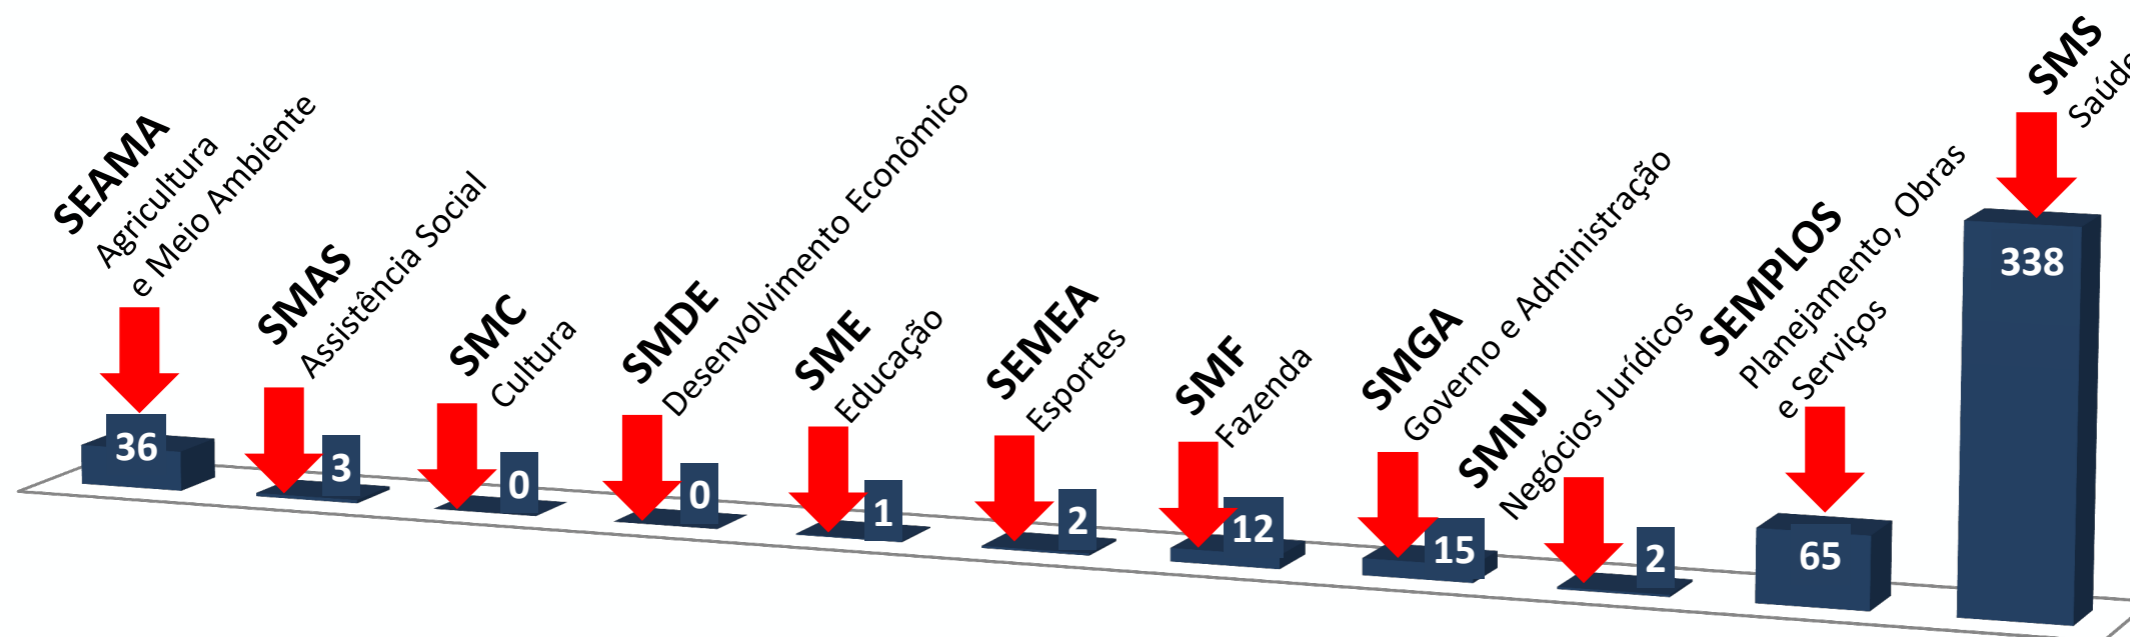 SEAMA
Agricultura
e Meio Ambiente
36
SMAS
Assistência Social
3
SMC
Cultura
0
SMDE
Desenvolvimento Econômico
0
SME
Educação
1
SEMEA
Esportes
2
SMF
Fazenda
12
SMGA
Governo e Administração
15
SMNJ
Negócios Jurídicos
2
SEMPLOS
Planejamento, Obras
e Serviços
65
SMS
Saúde
338